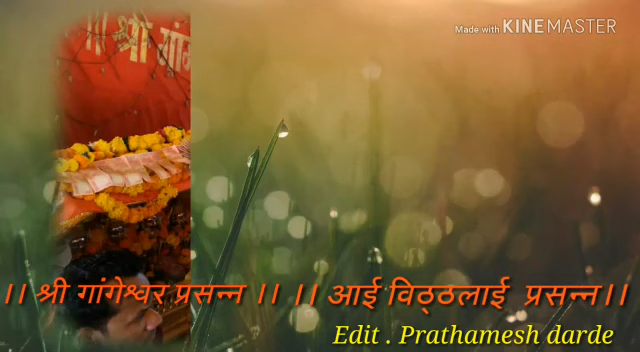 Made with KINEMASTER
।। श्री गां
।। श्री गांगेश्वर प्रसन्न ।। ।। आई विठ्ठलाई प्रसन्न।।
Edit . Prathamesh darde